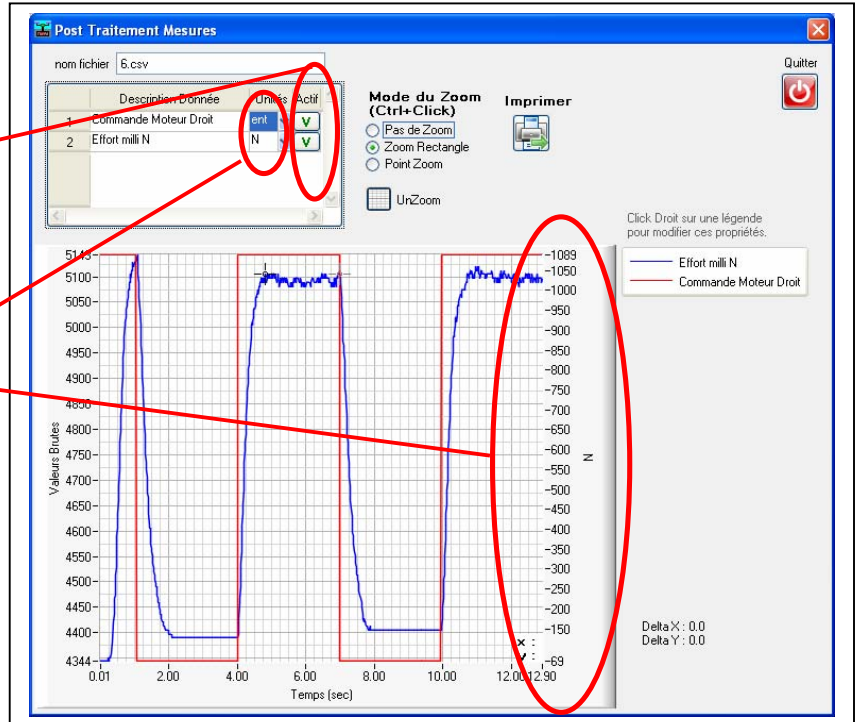 Post Traitement Mesures
nom fichier 6.csv
Quitter
Description Donnée Unités Actif
1 Commande Moteur Droit ent V
2 Effort milli N N V
Mode du Zoom
(Ctrl+Click)
Pas de Zoom
Zoom Rectangle
Point Zoom
UnZoom
Imprimer
Click Droit sur une légende
pour modifier ces propriétés.
Effort milli N
Commande Moteur Droit
Valeurs Brutes
5100
5050
5000
4950
4900
4850
4800
4750
4700
4650
4600
4550
4500
4450
4400
4344
1089
1050
1000
950
900
850
800
750
700
650
600
550
500
450
400
350
300
250
200
150
69
N
x :
0.01 2.00 4.00 6.00 8.00 10.00 12.00 12.90
Temps (sec)
Delta X : 0.0
Delta Y : 0.0